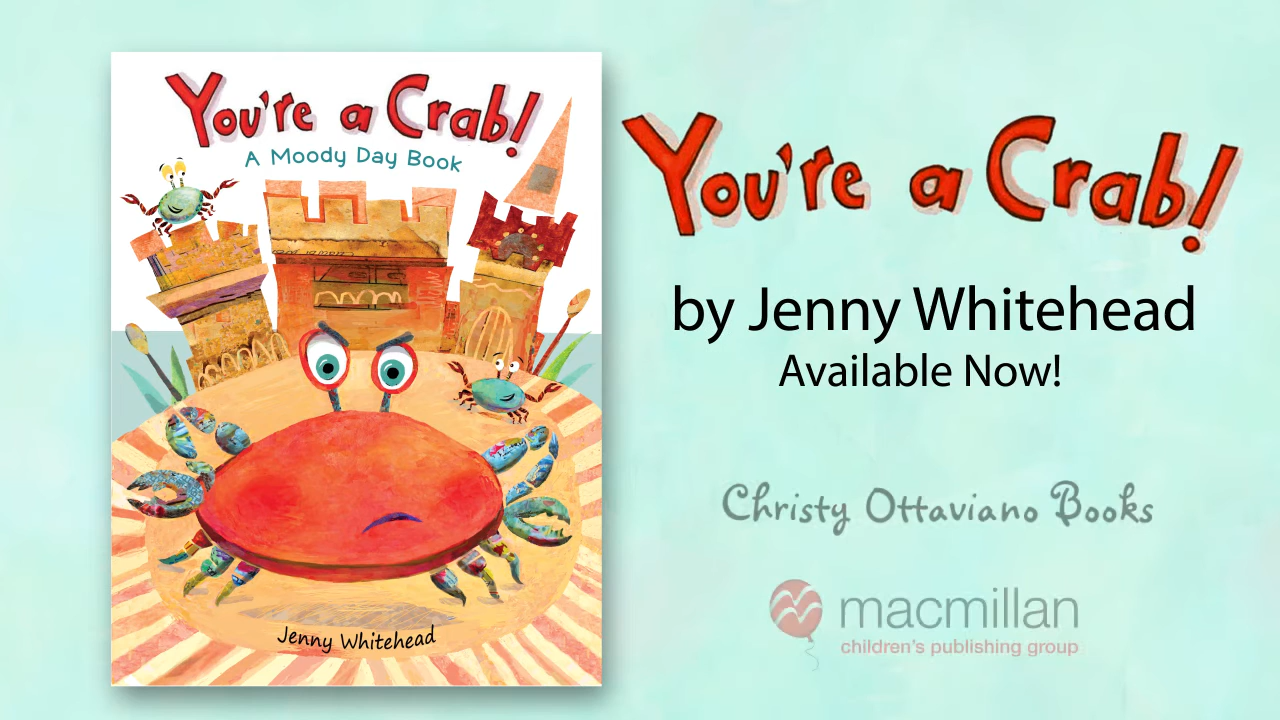 You're a Crab!
A Moody Day Book
Jenny Whitehead
You're a Crab!
by Jenny Whitehead
Available Now!
Christy Ottaviano Books
macmillan
children's publishing group